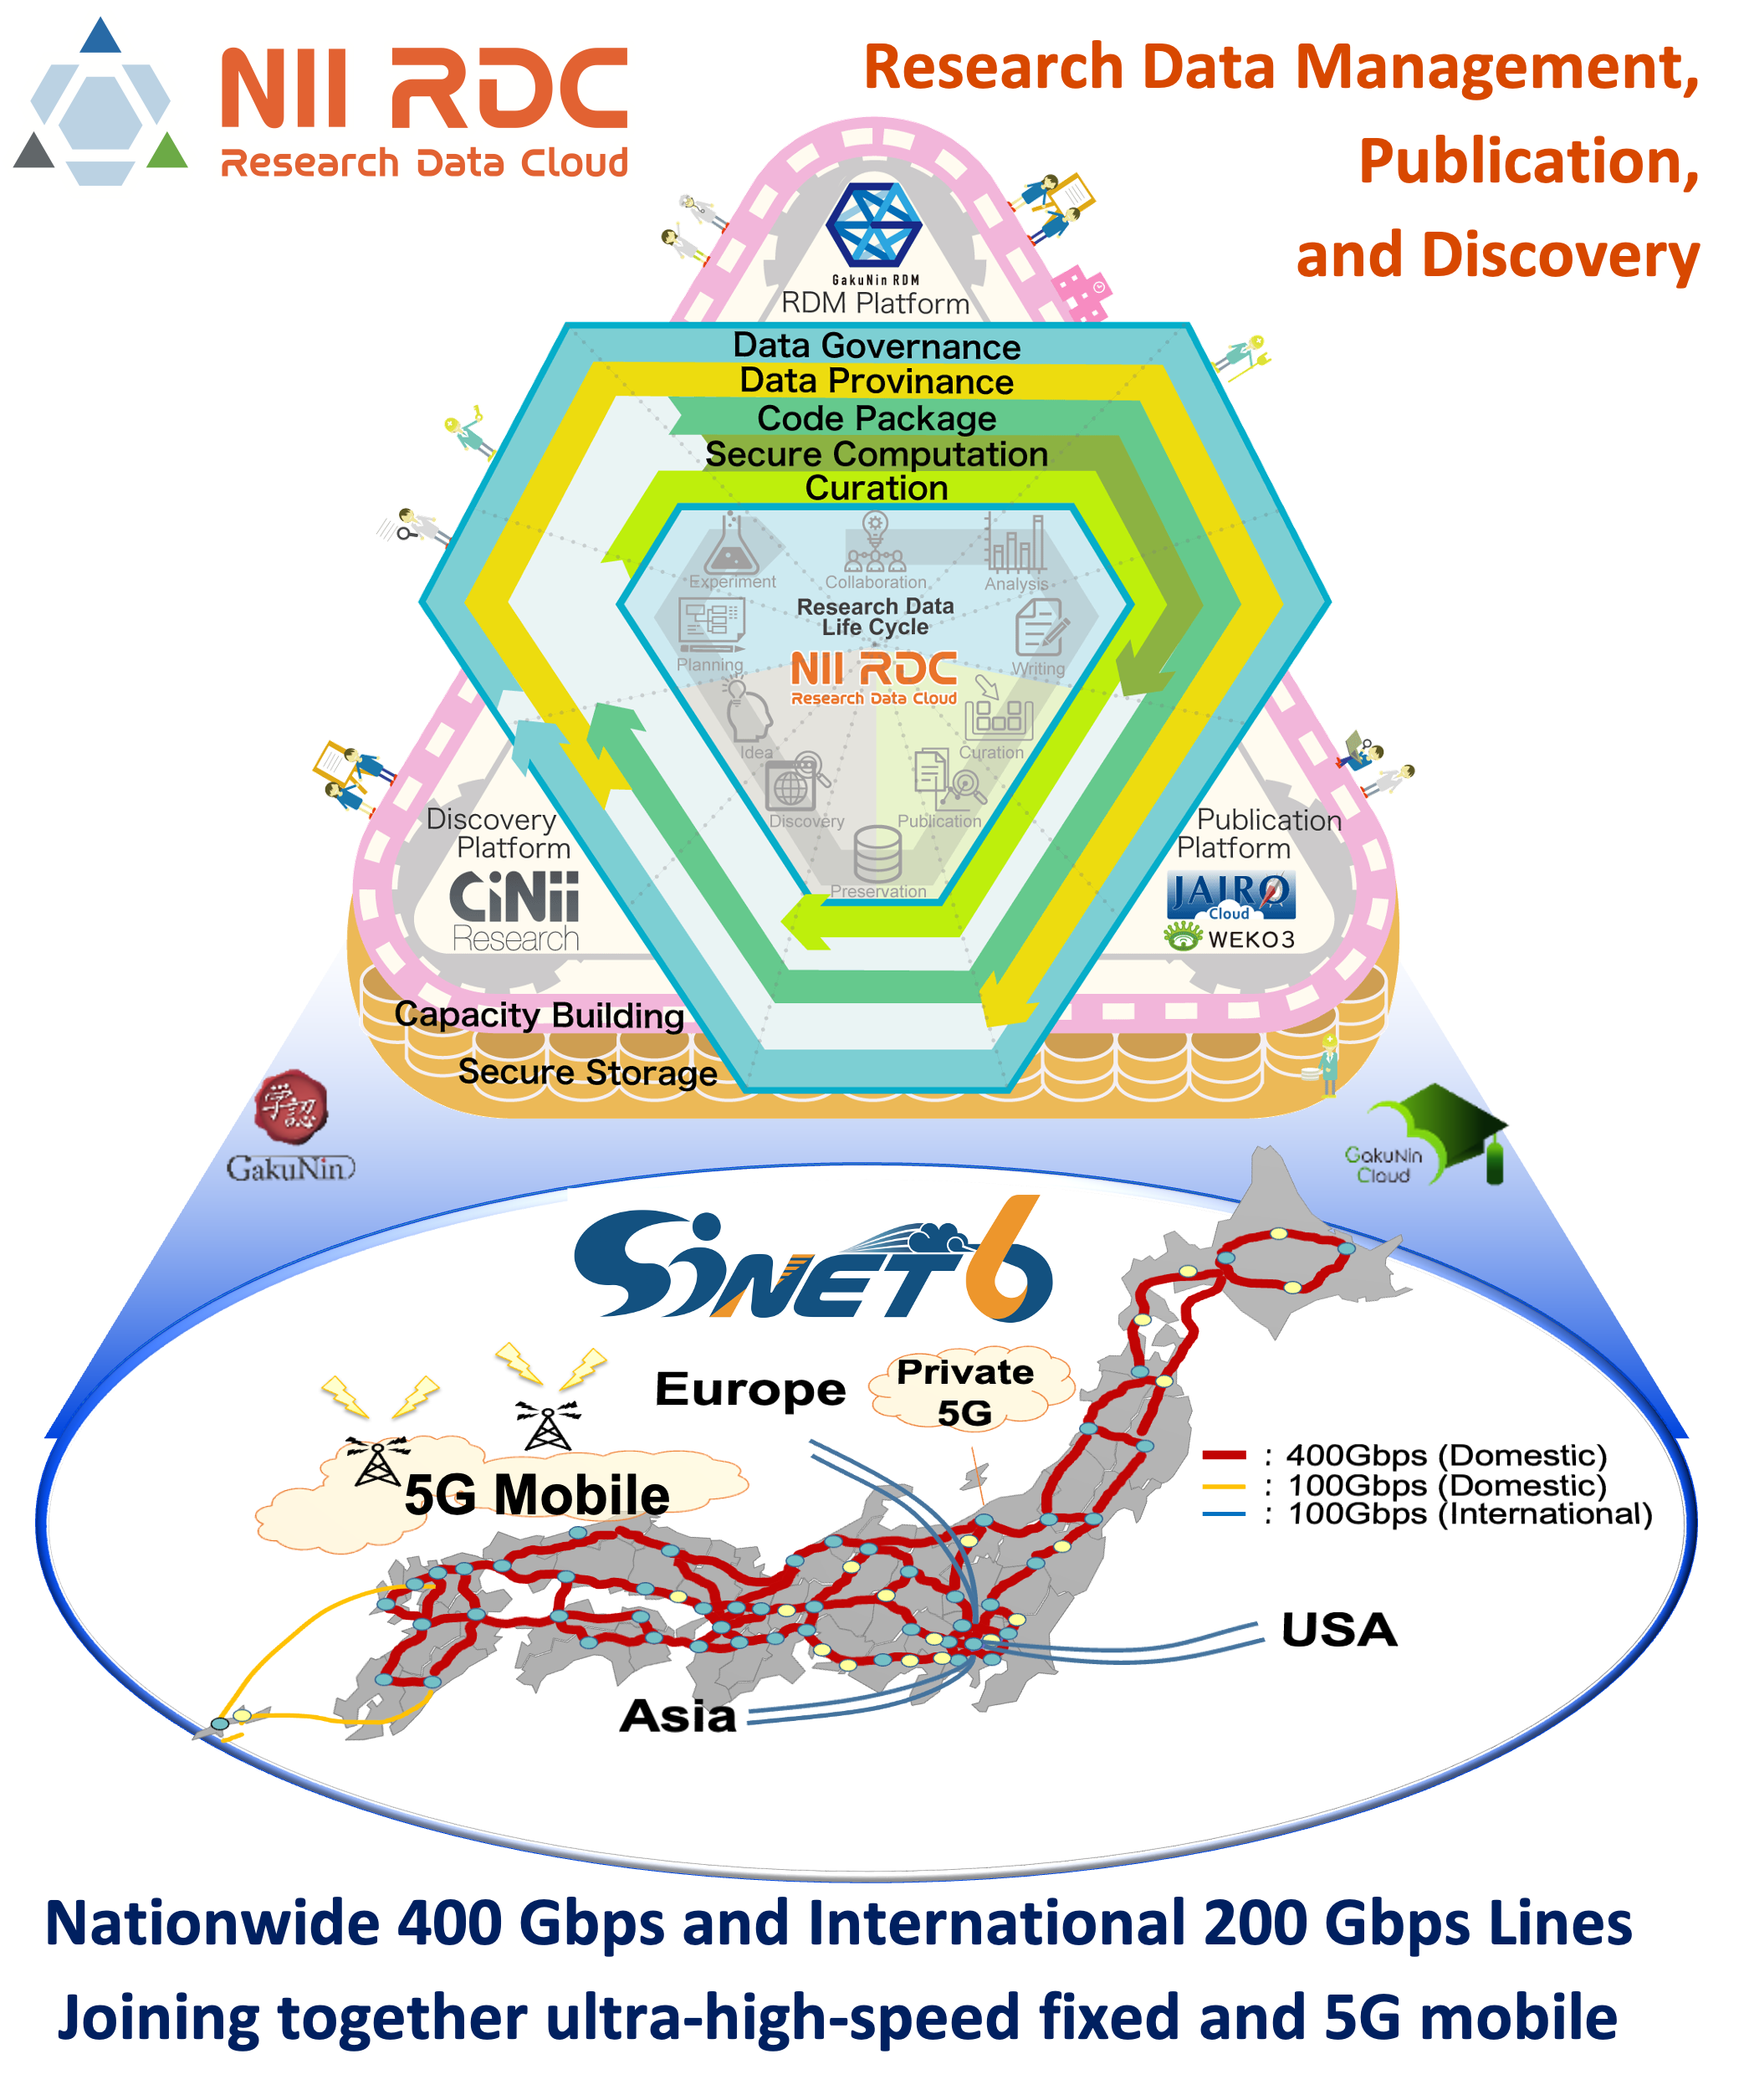 NII RDC
Research Data Cloud
Research Data Management,
Publication,
and Discovery
GakuNin RDM
RDM Platform
Data Governance
Data Provinance
Code Package
Secure Computation
Curation
Experiment
Collaboration
Analysis
Research Data
Life Cycle
Planning
Writing
NII RDC
Research Data Cloud
Idea
Curation
Discovery
Publication
Preservation
Discovery
Platform
CiNii
Research
Publication
Platform
JAIRO
Cloud
WEKO3
Capacity Building
Secure Storage
学認
GakuNin
GakuNin
Cloud
SiNET6
Europe
Private
5G
5G Mobile
: 400Gbps (Domestic)
: 100Gbps (Domestic)
: 100Gbps (International)
USA
Asia
Nationwide 400 Gbps and International 200 Gbps Lines
Joining together ultra-high-speed fixed and 5G mobile